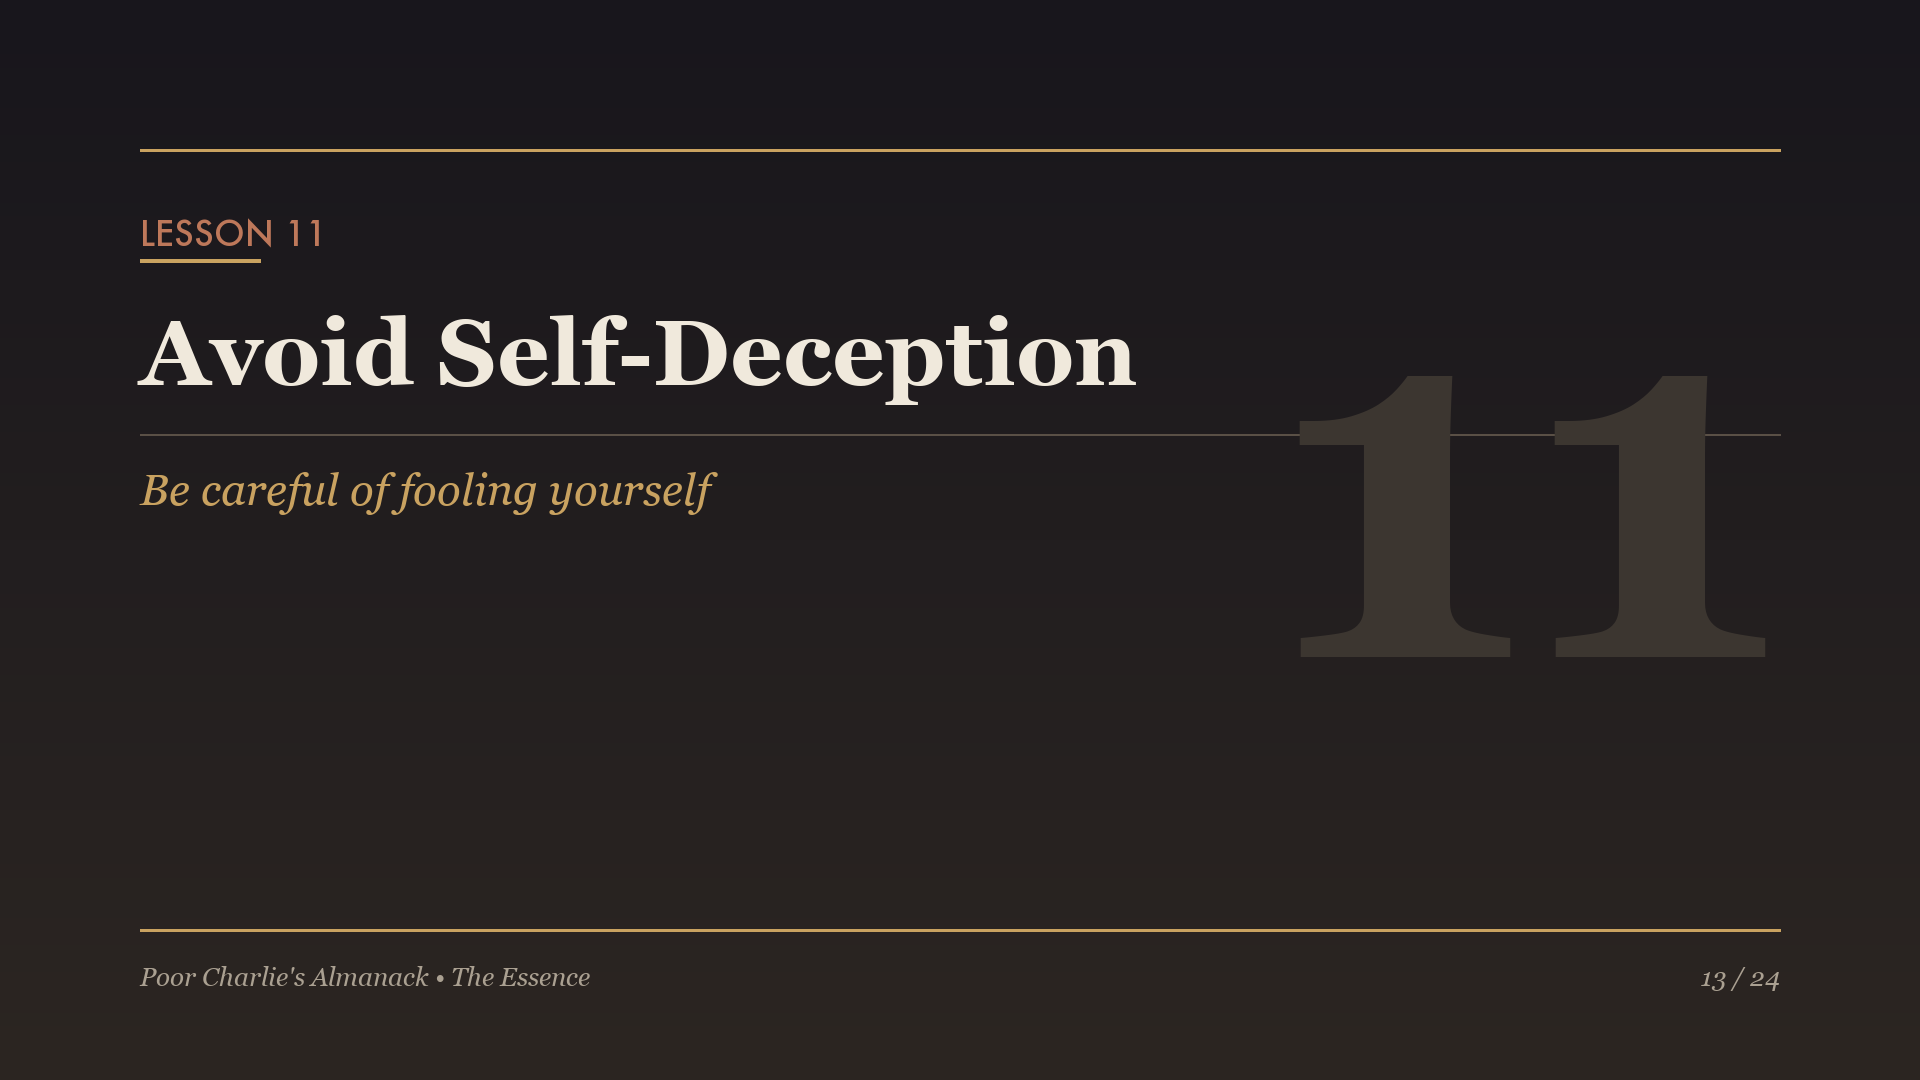 LESSON 11
Avoid Self-Deception
11
Be careful of fooling yourself
Poor Charlie's Almanack • The Essence
13 / 24